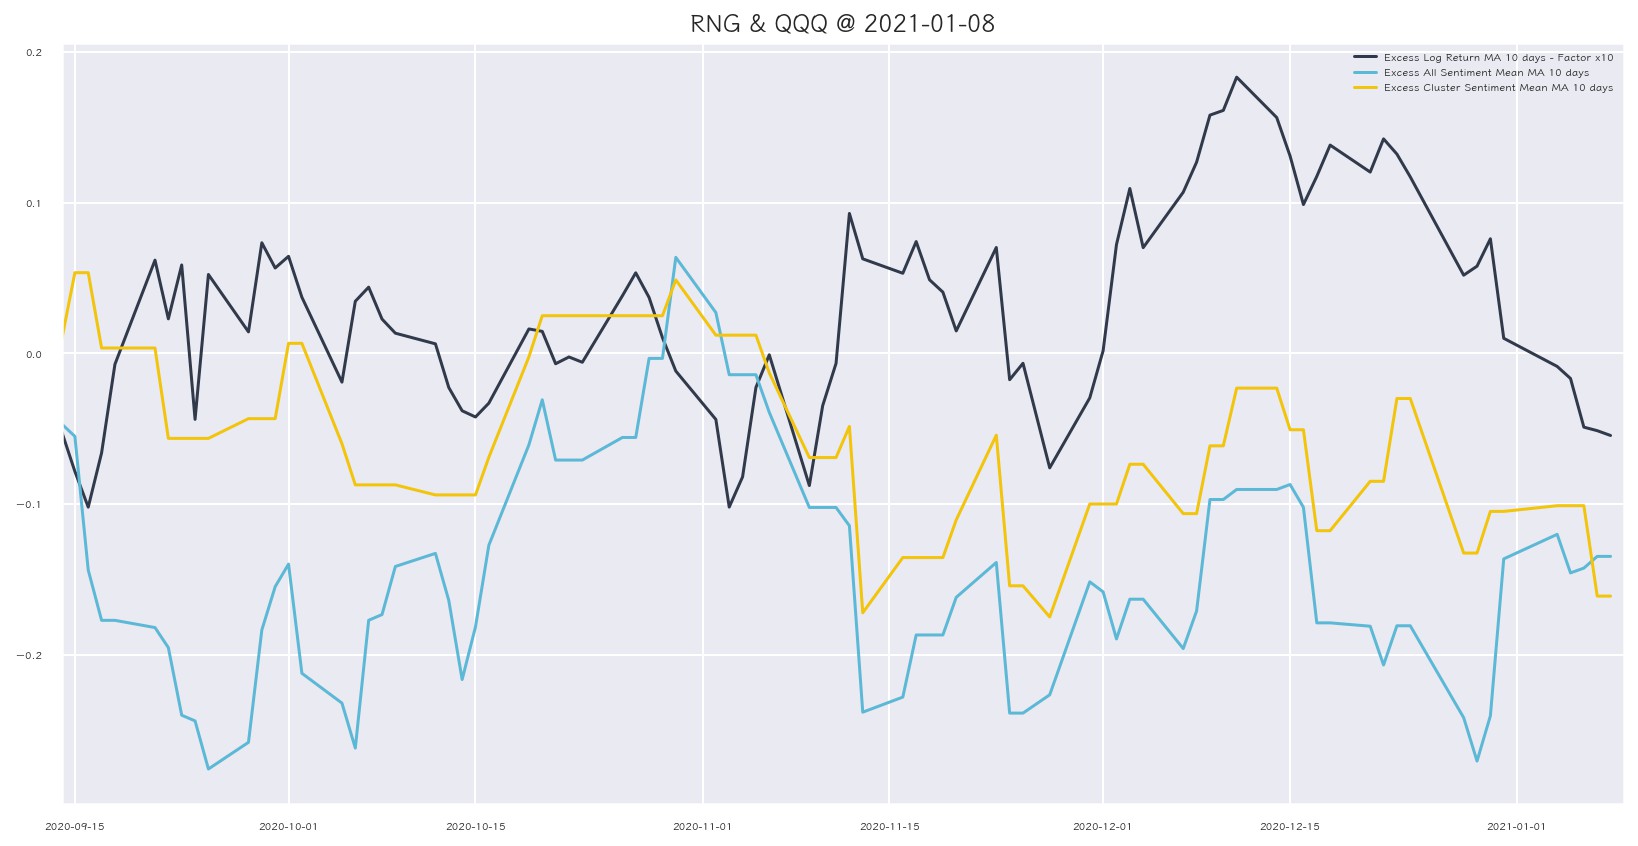 RNG & QQQ @ 2021-01-08
Excess Log Return MA 10 days - Factor x10
Excess All Sentiment Mean MA 10 days
Excess Cluster Sentiment Mean MA 10 days
0.2
0.1
0.0
−0.1
−0.2
2020-09-15 2020-10-01 2020-10-15 2020-11-01 2020-11-15 2020-12-01 2020-12-15 2021-01-01